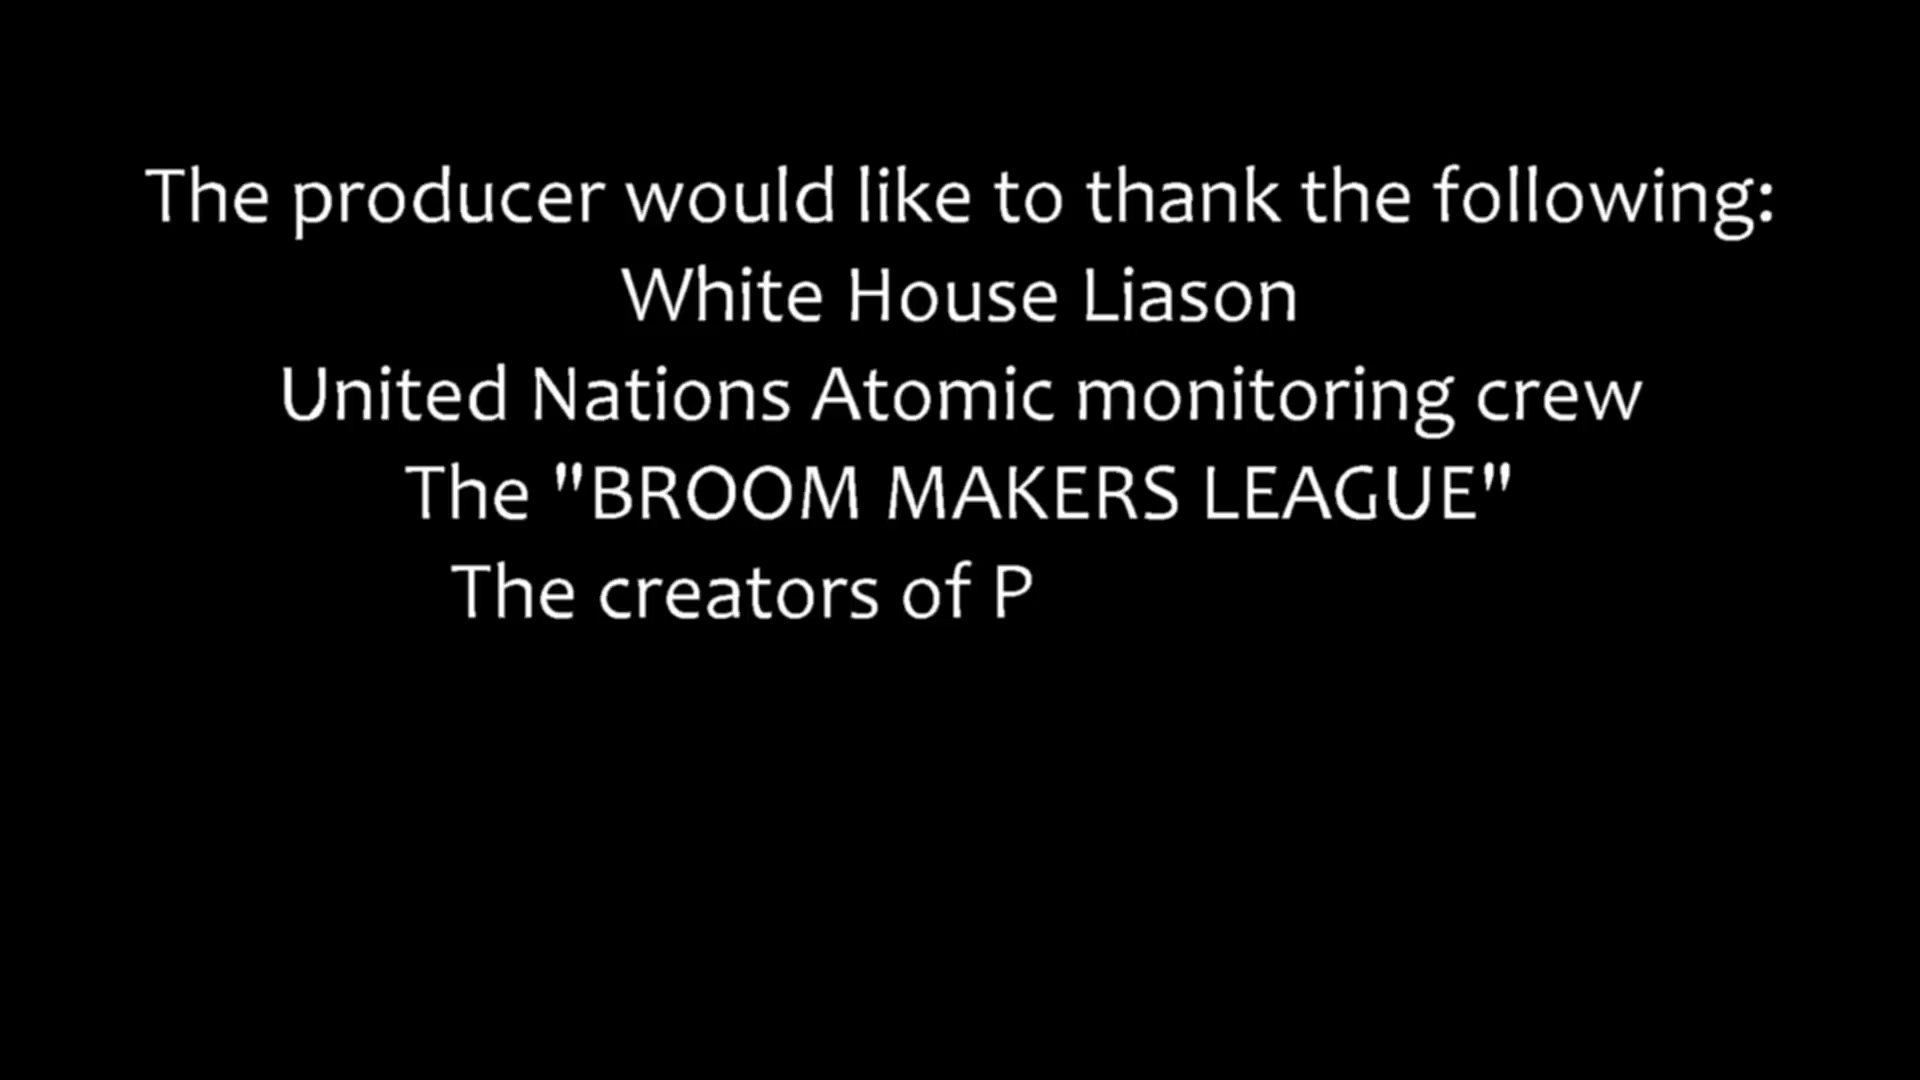 The producer would like to thank the following:
White House Liason
United Nations Atomic monitoring crew
The "BROOM MAKERS LEAGUE"
The creators of P